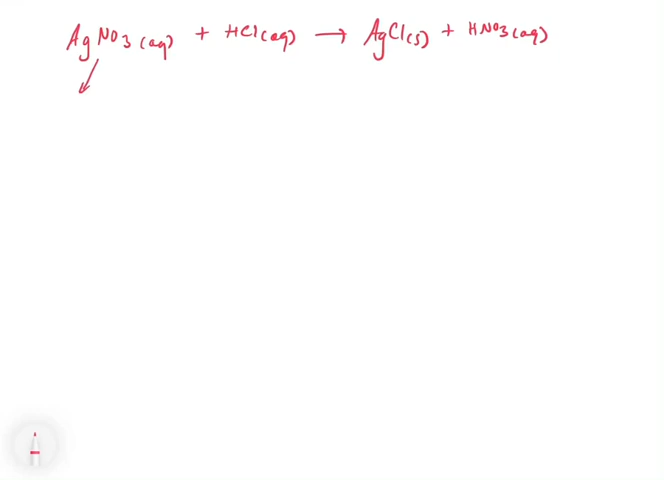 AgNO3(aq) + HCl(aq) → AgCl(s) + HNO3(aq)